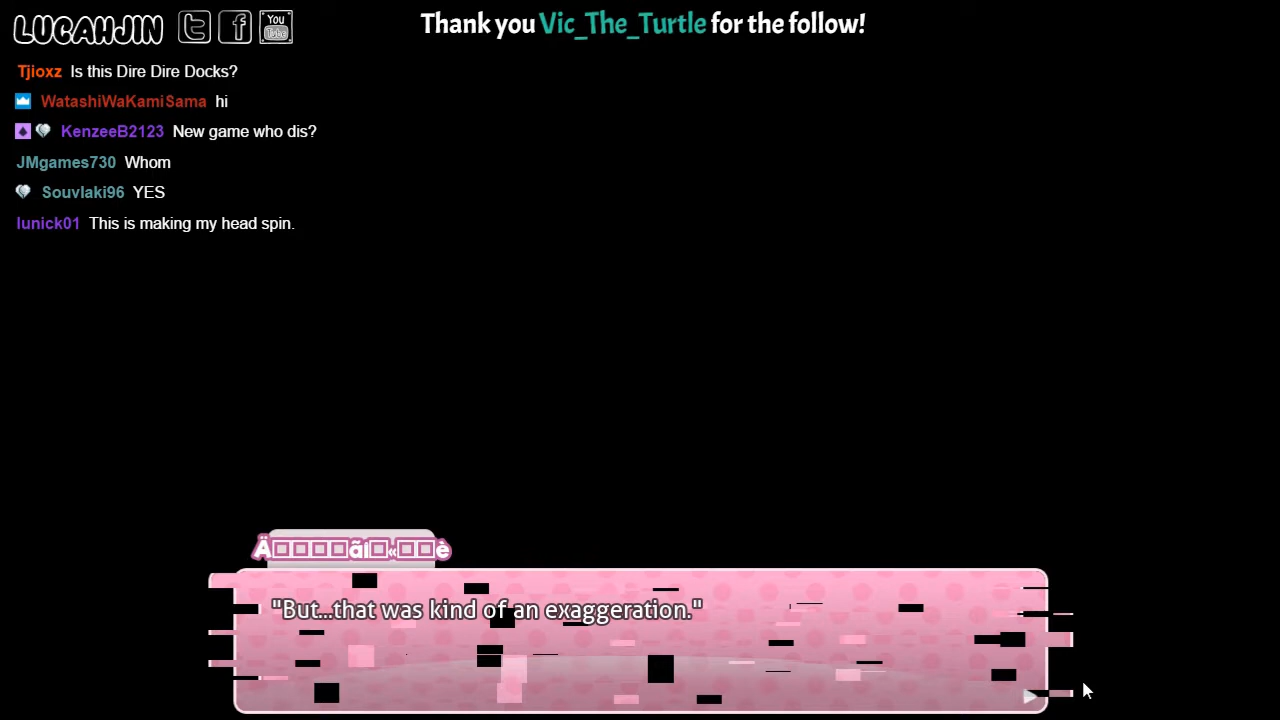 LUCAHJIN
You
Tube
Thank you Vic_The_Turtle for the follow!
Tjioxz Is this Dire Dire Docks?
WatashiWaKamiSama hi
KenzeeB2123 New game who dis?
JMgames730 Whom
Souvlaki96 YES
lunick01 This is making my head spin.
"But...that was kind of an exaggeration."